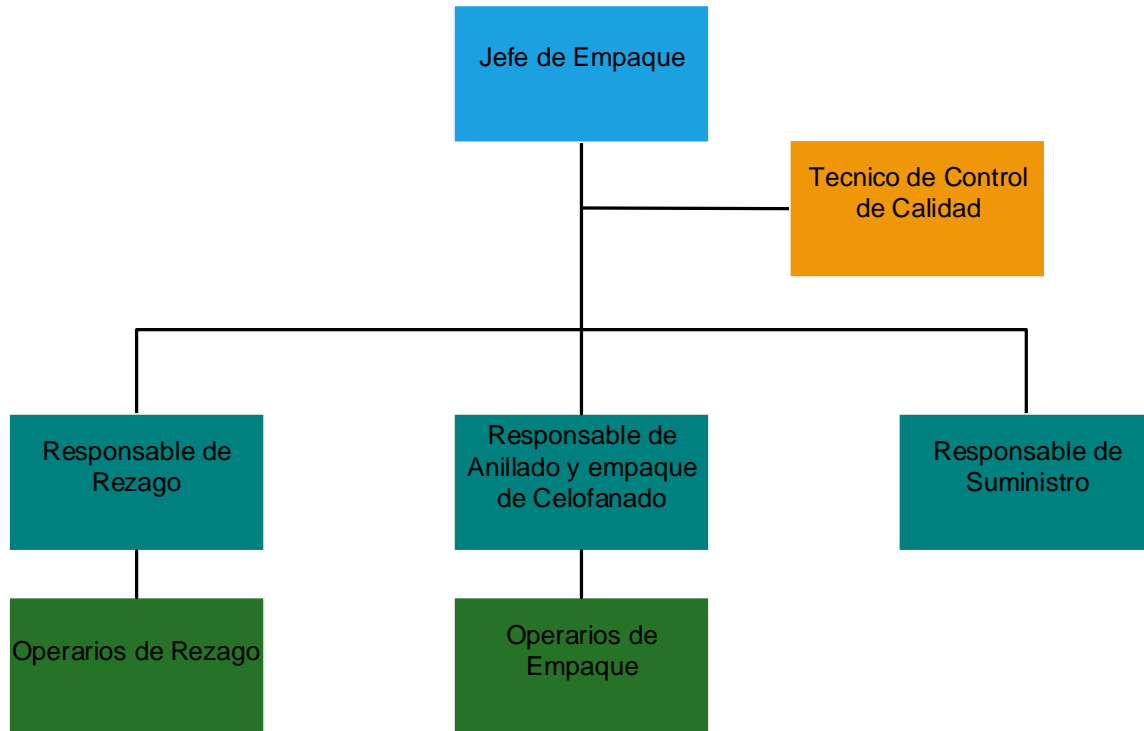 Jefe de Empaque
Tecnico de Control
de Calidad
Responsable de
Rezago
Responsable de
Anillado y empaque
de Celofanado
Responsable de
Suministro
Operarios de Rezago
Operarios de
Empaque